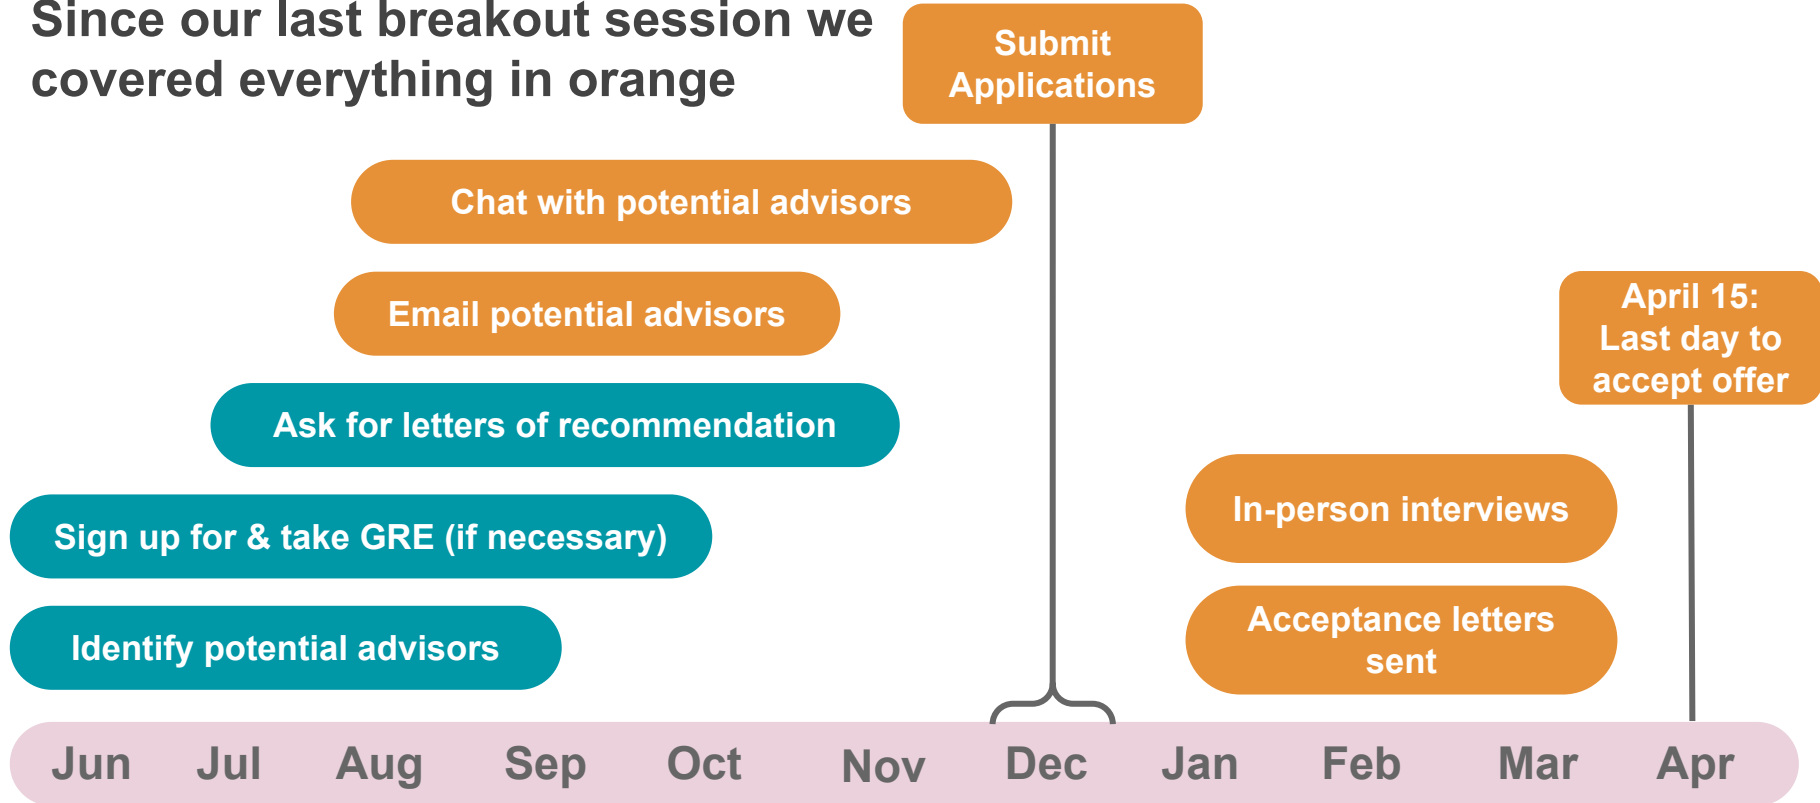 Since our last breakout session we
covered everything in orange
Submit
Applications
Chat with potential advisors
Email potential advisors
April 15:
Last day to
accept offer
Ask for letters of recommendation
In-person interviews
Sign up for & take GRE (if necessary)
Acceptance letters
sent
Identify potential advisors
Jun Jul Aug Sep Oct Nov Dec Jan Feb Mar Apr